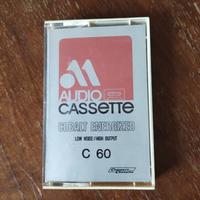 AUDIO
CASSETTE
COBALT ENERGIZED
LOW NOISE/HIGH OUTPUT
C 60